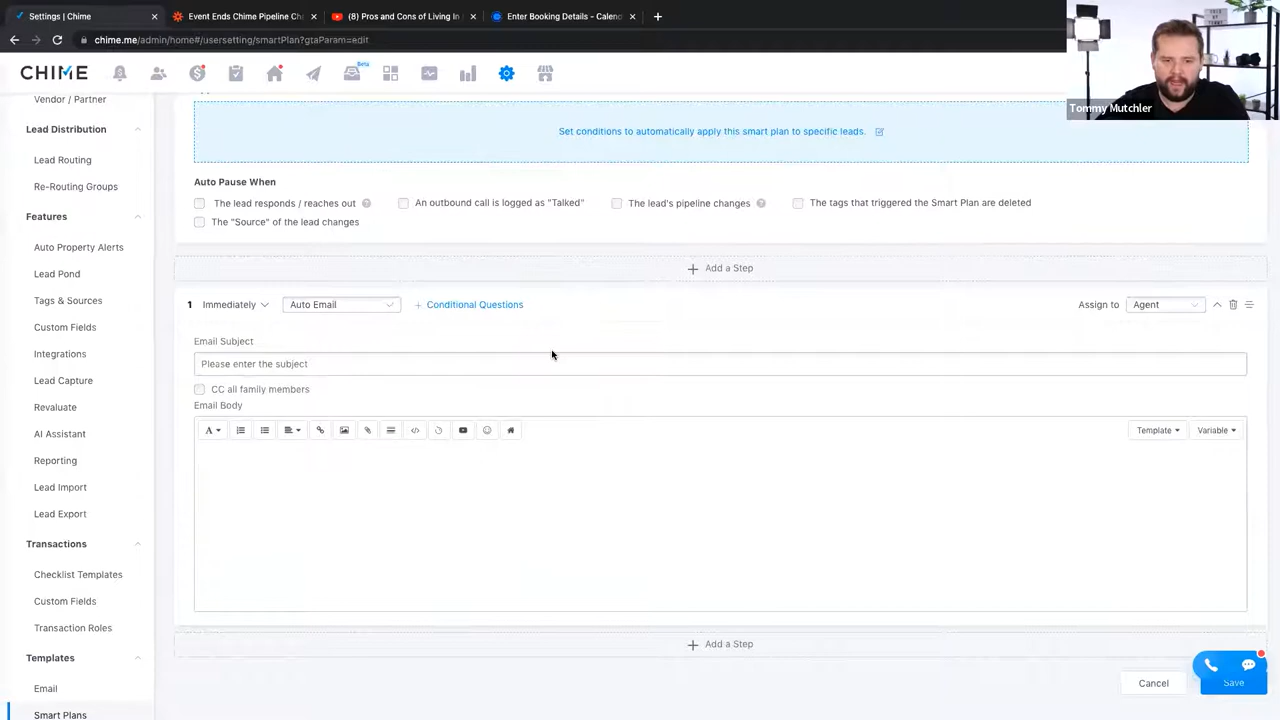 Settings | Chime
Event Ends Chime Pipeline Ch
(8) Pros and Cons of Living In
Enter Booking Details - Calend
chime.me/admin/home#/usersetting/smartPlan?gtaParam=edit
CHIME
Beta
Tommy Mutchler
Vendor / Partner
Lead Distribution
Lead Routing
Re-Routing Groups
Features
Auto Property Alerts
Lead Pond
Tags & Sources
Custom Fields
Integrations
Lead Capture
Revaluate
AI Assistant
Reporting
Lead Import
Lead Export
Transactions
Checklist Templates
Custom Fields
Transaction Roles
Templates
Email
Smart Plans
Set conditions to automatically apply this smart plan to specific leads.
Auto Pause When
The lead responds / reaches out ? An outbound call is logged as "Talked" The lead's pipeline changes ? The tags that triggered the Smart Plan are deleted
The "Source" of the lead changes
+ Add a Step
1 Immediately Auto Email + Conditional Questions Assign to Agent
Email Subject
Please enter the subject
CC all family members
Email Body
A Template Variable
+ Add a Step
Cancel Save